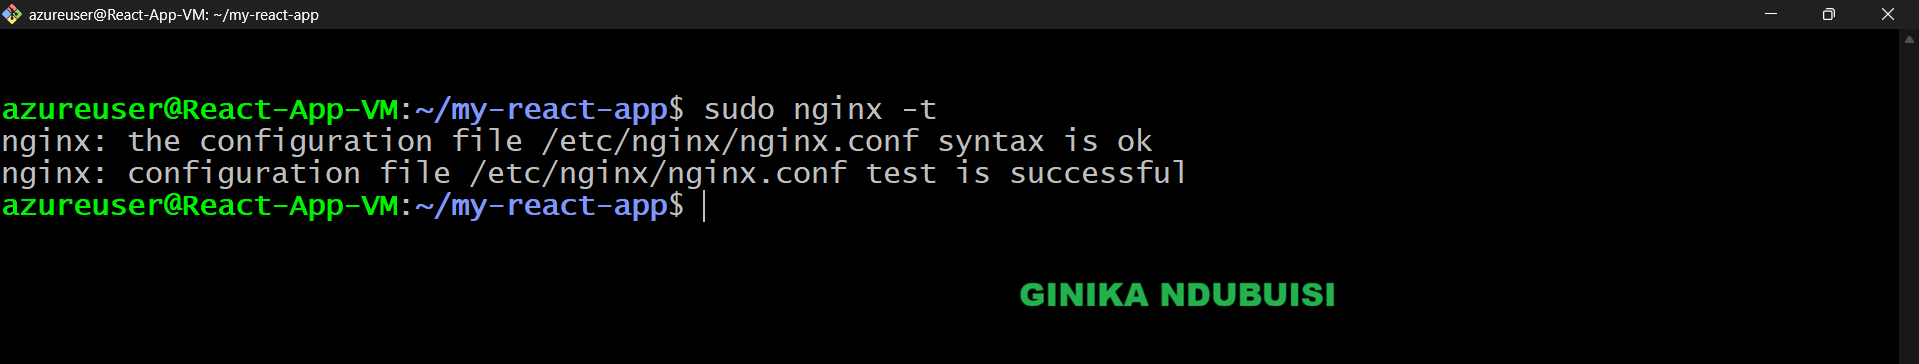 azureuser@React-App-VM: ~/my-react-app
azureuser@React-App-VM:~/my-react-app$ sudo nginx -t
nginx: the configuration file /etc/nginx/nginx.conf syntax is ok
nginx: configuration file /etc/nginx/nginx.conf test is successful
azureuser@React-App-VM:~/my-react-app$
GINIKA NDUBUISI